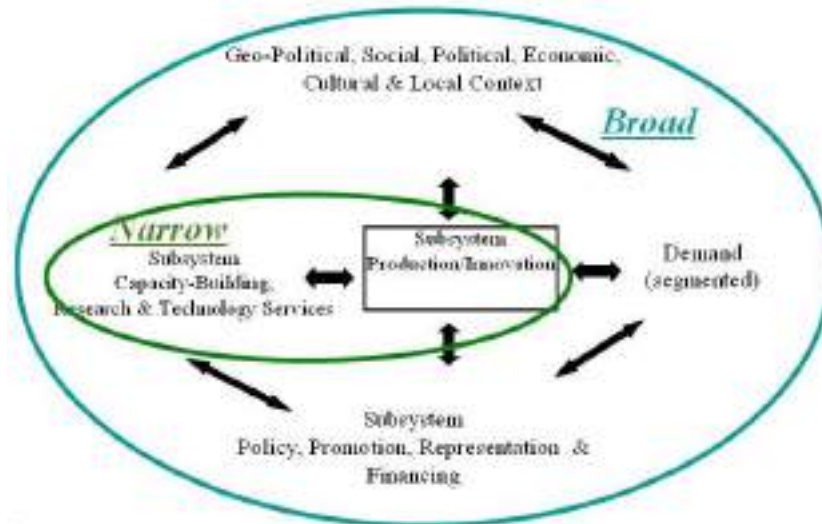 Geo-Political, Social, Political, Economic,
Cultural & Local Context
Broad
Narrow
Subsystem
Capacity-Building,
Research & Technology Services
Subsystem
Production/Innovation
Demand
(segmented)
Subsystem
Policy, Promotion, Representation &
Financing